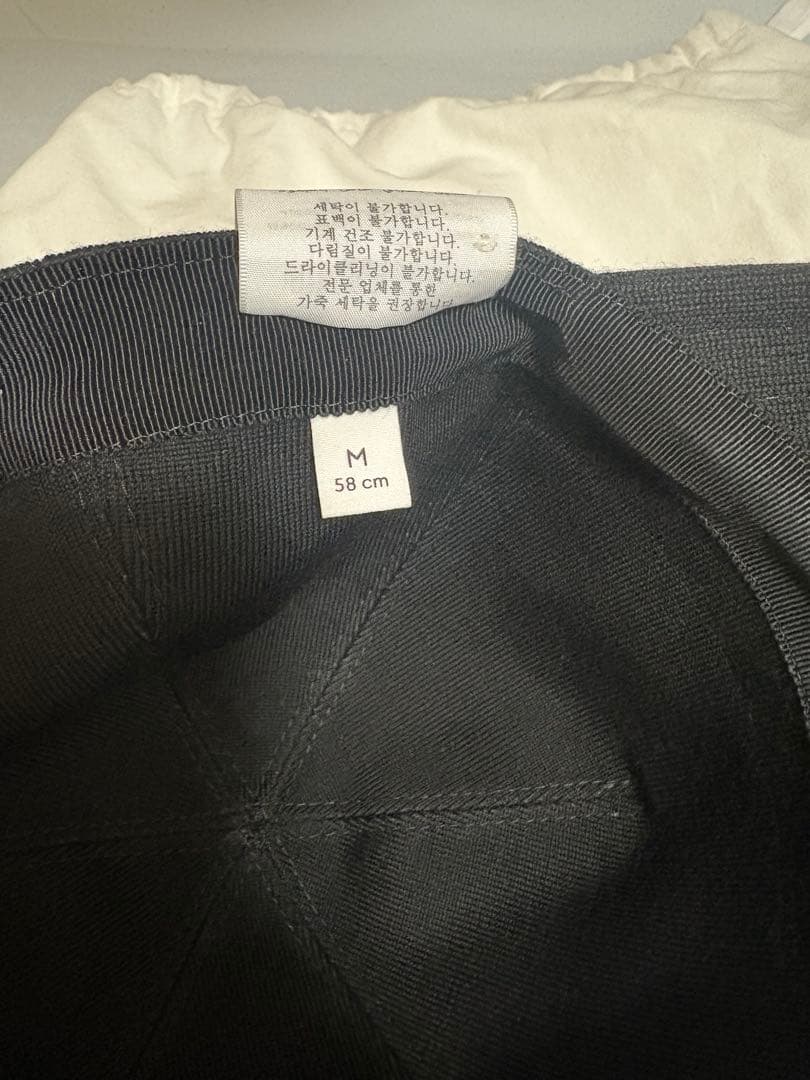 세탁이 불가합니다.
표백이 불가합니다.
기계 건조 불가합니다.
다림질이 불가합니다.
드라이클리닝이 불가합니다.
전문 업체를 통한
가죽 세탁을 권장합니다.
M
58 cm